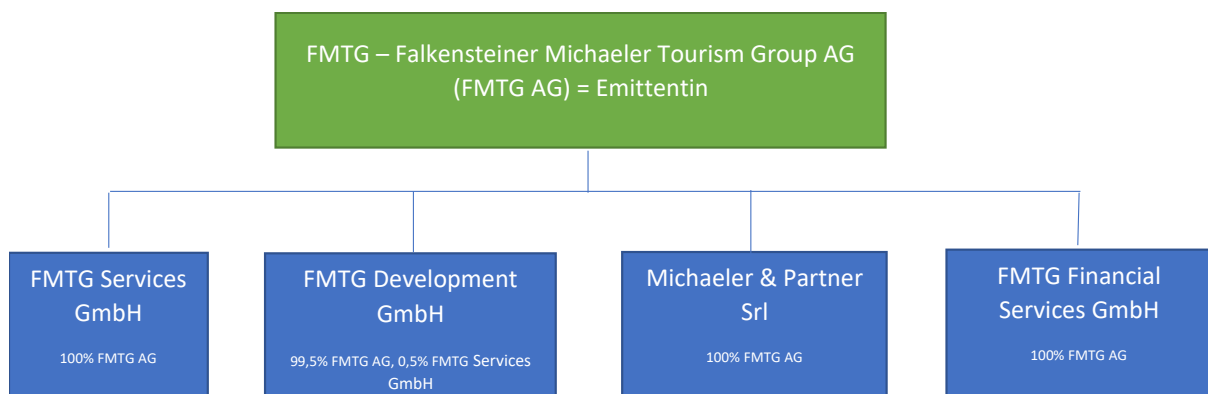 FMTG – Falkensteiner Michaeler Tourism Group AG
(FMTG AG) = Emittentin
FMTG Services
GmbH
100% FMTG AG
FMTG Development
GmbH
99,5% FMTG AG, 0,5% FMTG Services
GmbH
Michaeler & Partner
Srl
100% FMTG AG
FMTG Financial
Services GmbH
100% FMTG AG